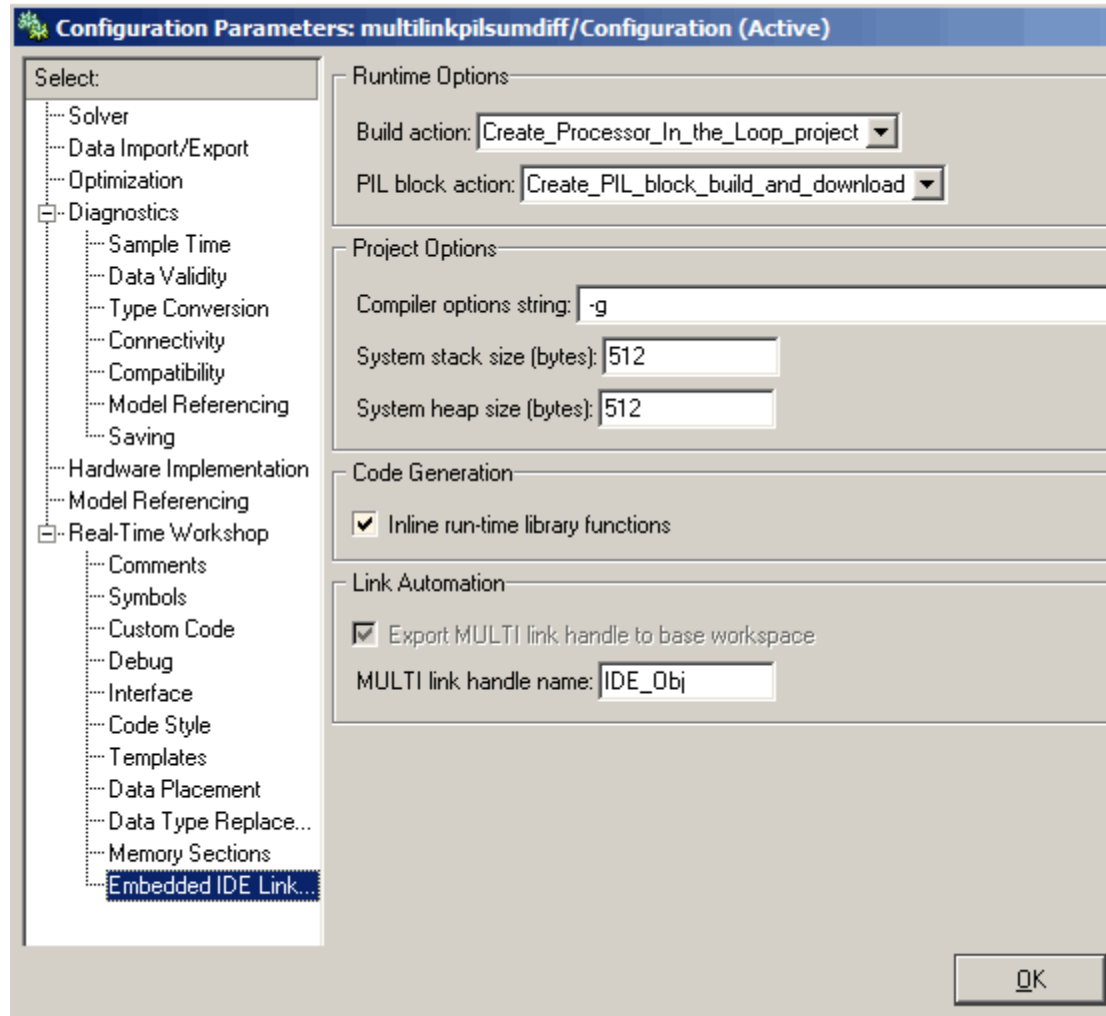 Configuration Parameters: multilinkpilsumdiff/Configuration (Active)
Select:
Solver
Data Import/Export
Optimization
Diagnostics
Sample Time
Data Validity
Type Conversion
Connectivity
Compatibility
Model Referencing
Saving
Hardware Implementation
Model Referencing
Real-Time Workshop
Comments
Symbols
Custom Code
Debug
Interface
Code Style
Templates
Data Placement
Data Type Replace...
Memory Sections
Embedded IDE Link...
Runtime Options
Build action: Create_Processor_In_the_Loop_project
PIL block action: Create_PIL_block_build_and_download
Project Options
Compiler options string: -g
System stack size (bytes): 512
System heap size (bytes): 512
Code Generation
Inline run-time library functions
Link Automation
Export MULTI link handle to base workspace
MULTI link handle name: IDE_Obj
OK